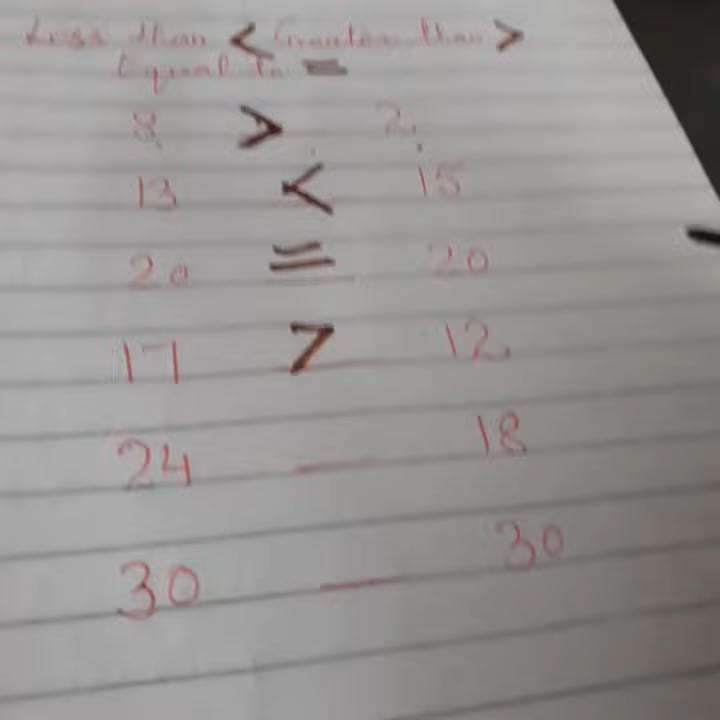 Less than < Greater than >
Equal to =
8 > 2
13 < 15
20 = 20
17 > 12
24 __ 18
30 __ 30